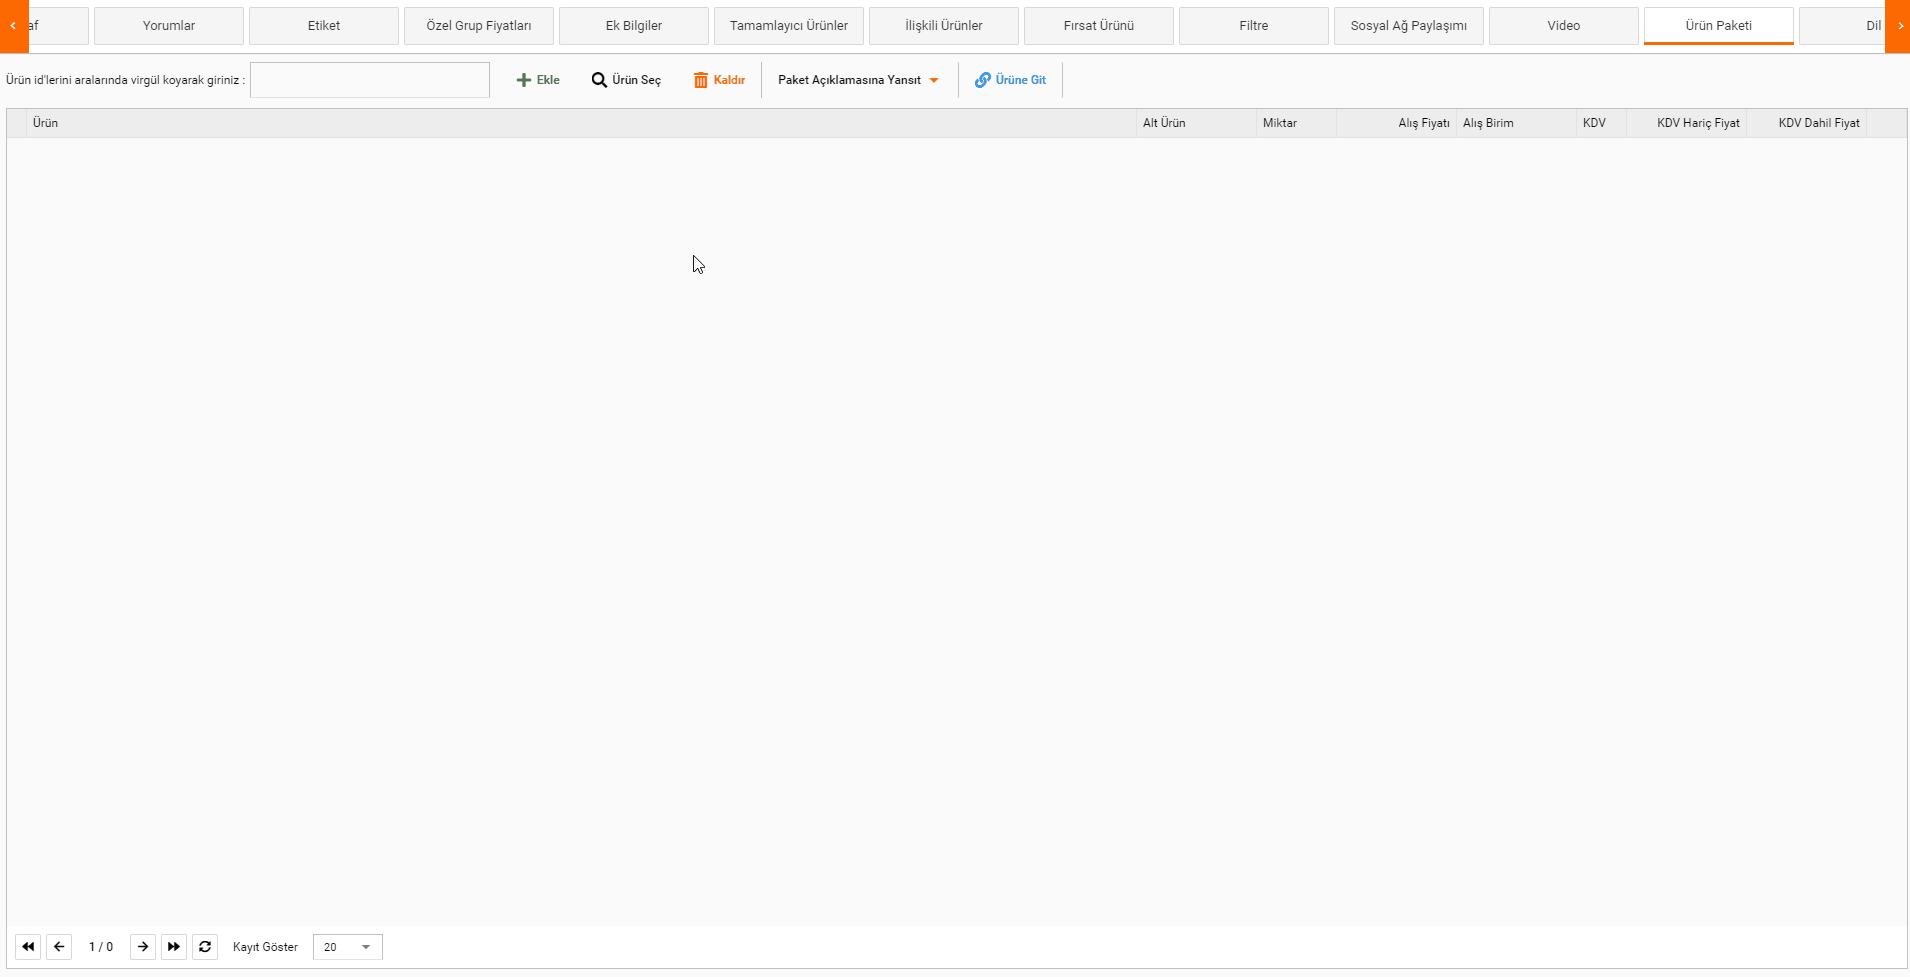 af Yorumlar Etiket Özel Grup Fiyatları Ek Bilgiler Tamamlayıcı Ürünler İlişkili Ürünler Fırsat Ürünü Filtre Sosyal Ağ Paylaşımı Video Ürün Paketi Dil
Ürün id'lerini aralarında virgül koyarak giriniz : Ekle Ürün Seç Kaldır Paket Açıklamasına Yansıt Ürüne Git
Ürün Alt Ürün Miktar Alış Fiyatı Alış Birim KDV KDV Hariç Fiyat KDV Dahil Fiyat
1 / 0 Kayıt Göster 20